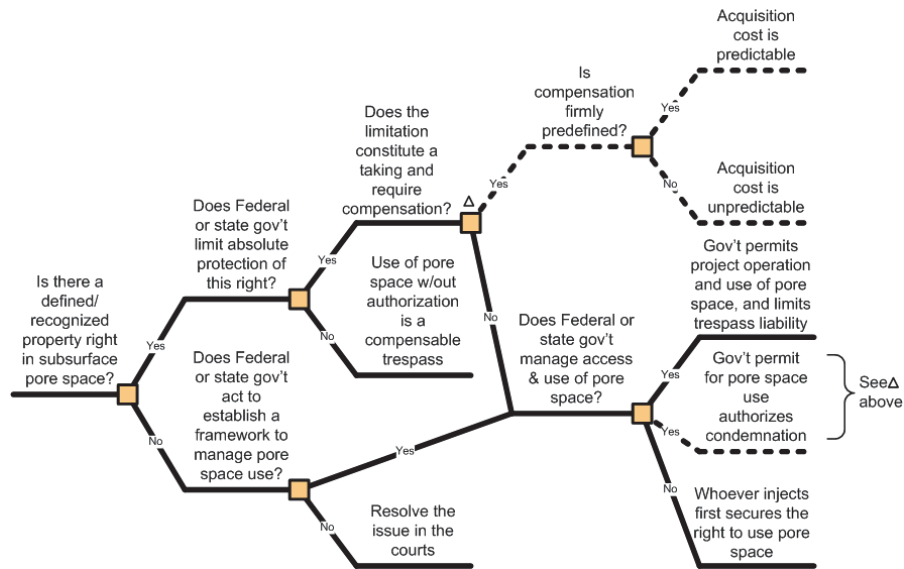 Is there a
defined/
recognized
property right
in subsurface
pore space?
Yes
No
Does Federal
or state gov't
limit absolute
protection of
this right?
Yes
No
Does Federal
or state gov't
act to
establish a
framework to
manage pore
space use?
Yes
No
Does the
limitation
constitute a
taking and
require
compensation?
Δ
Yes
No
Use of pore
space w/out
authorization
is a
compensable
trespass
Resolve the
issue in the
courts
Is
compensation
firmly
predefined?
Yes
No
Acquisition
cost is
predictable
Acquisition
cost is
unpredictable
Does Federal or
state gov't
manage access
& use of pore
space?
Yes
Yes
No
Gov't permits
project operation
and use of pore
space, and limits
trespass liability
Gov't permit
for pore space
use
authorizes
condemnation
SeeΔ
above
Whoever injects
first secures the
right to use pore
space